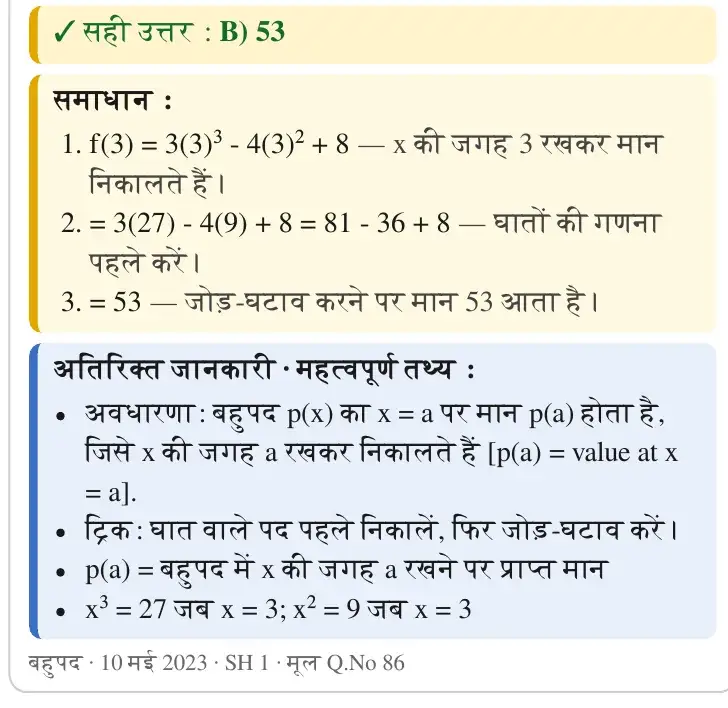 ✓ सही उत्तर : B) 53
समाधान :
1. f(3) = 3(3)³ - 4(3)² + 8 — x की जगह 3 रखकर मान
निकालते हैं।
2. = 3(27) - 4(9) + 8 = 81 - 36 + 8 — घातों की गणना
पहले करें।
3. = 53 — जोड़-घटाव करने पर मान 53 आता है।
अतिरिक्त जानकारी · महत्वपूर्ण तथ्य :
• अवधारणा : बहुपद p(x) का x = a पर मान p(a) होता है,
जिसे x की जगह a रखकर निकालते हैं [p(a) = value at x
= a].
• ट्रिक : घात वाले पद पहले निकालें, फिर जोड़-घटाव करें।
• p(a) = बहुपद में x की जगह a रखने पर प्राप्त मान
• x³ = 27 जब x = 3; x² = 9 जब x = 3
बहुपद · 10 मई 2023 · SH 1 · मूल Q.No 86